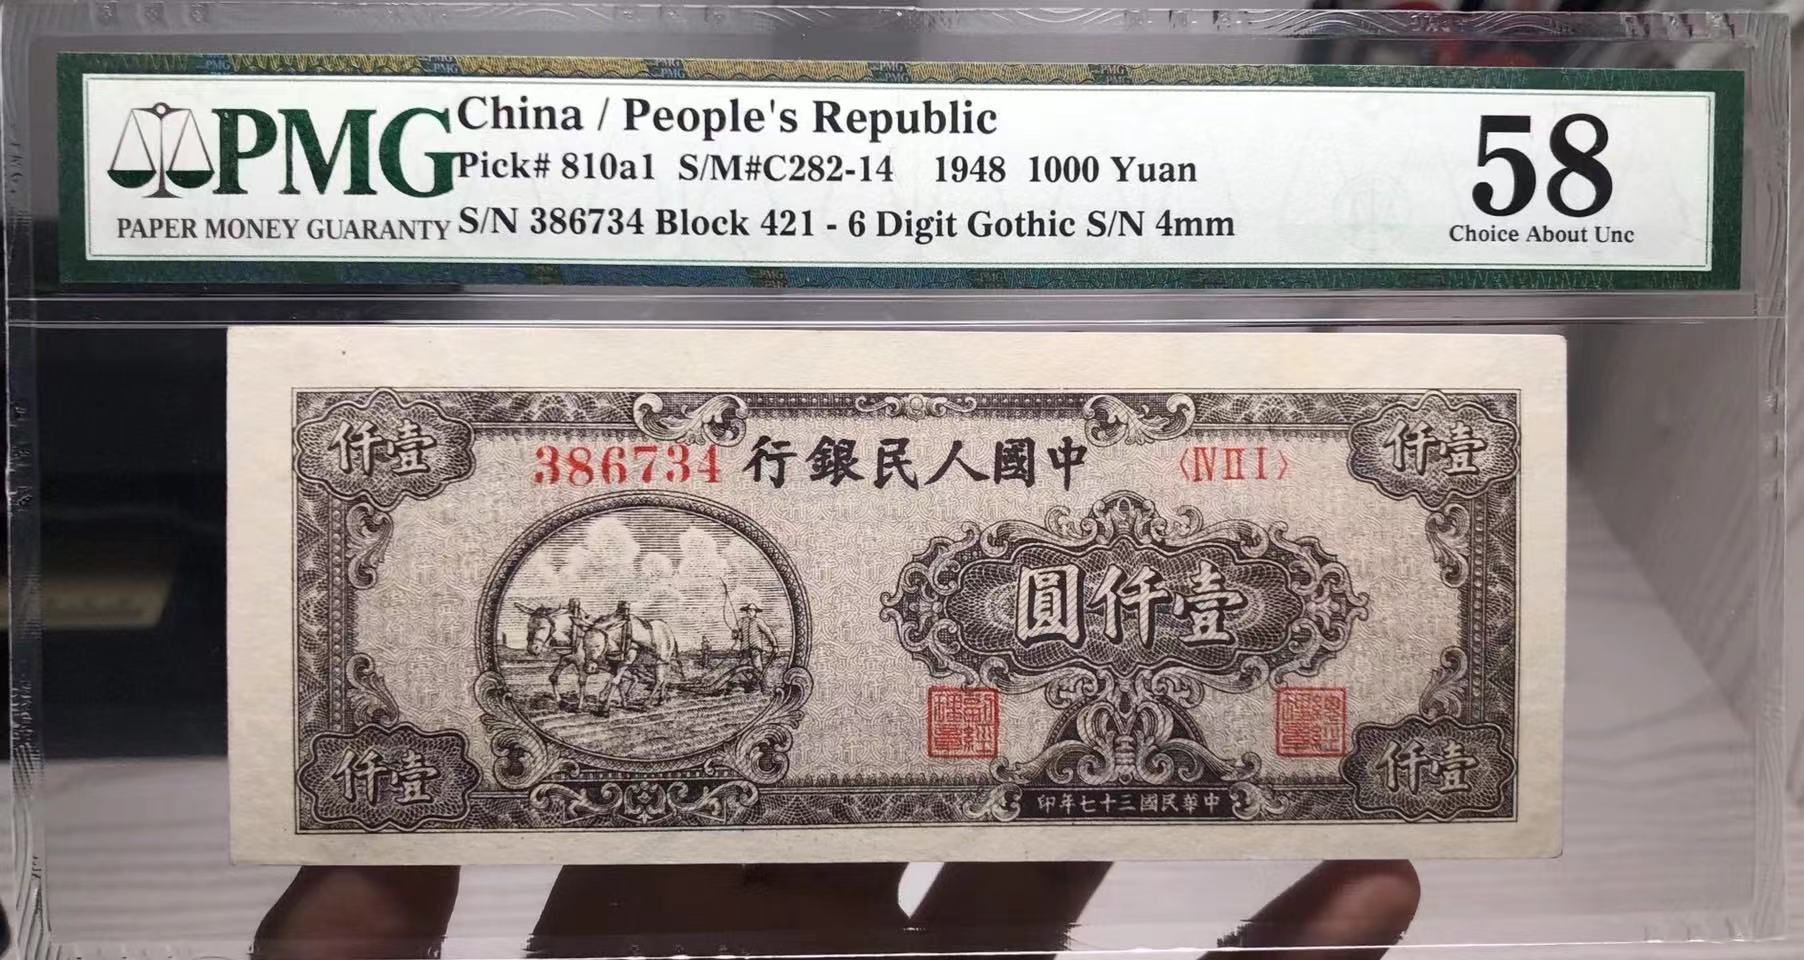 PMG
PAPER MONEY GUARANTY
China / People's Republic
Pick# 810a1 S/M#C282-14 1948 1000 Yuan
S/N 386734 Block 421 - 6 Digit Gothic S/N 4mm
58
Choice About Unc
仟壹
386734
行銀民人國中
〈ⅣⅡⅠ〉
仟壹
圓仟壹
仟壹
印年七十三國民華中
仟壹